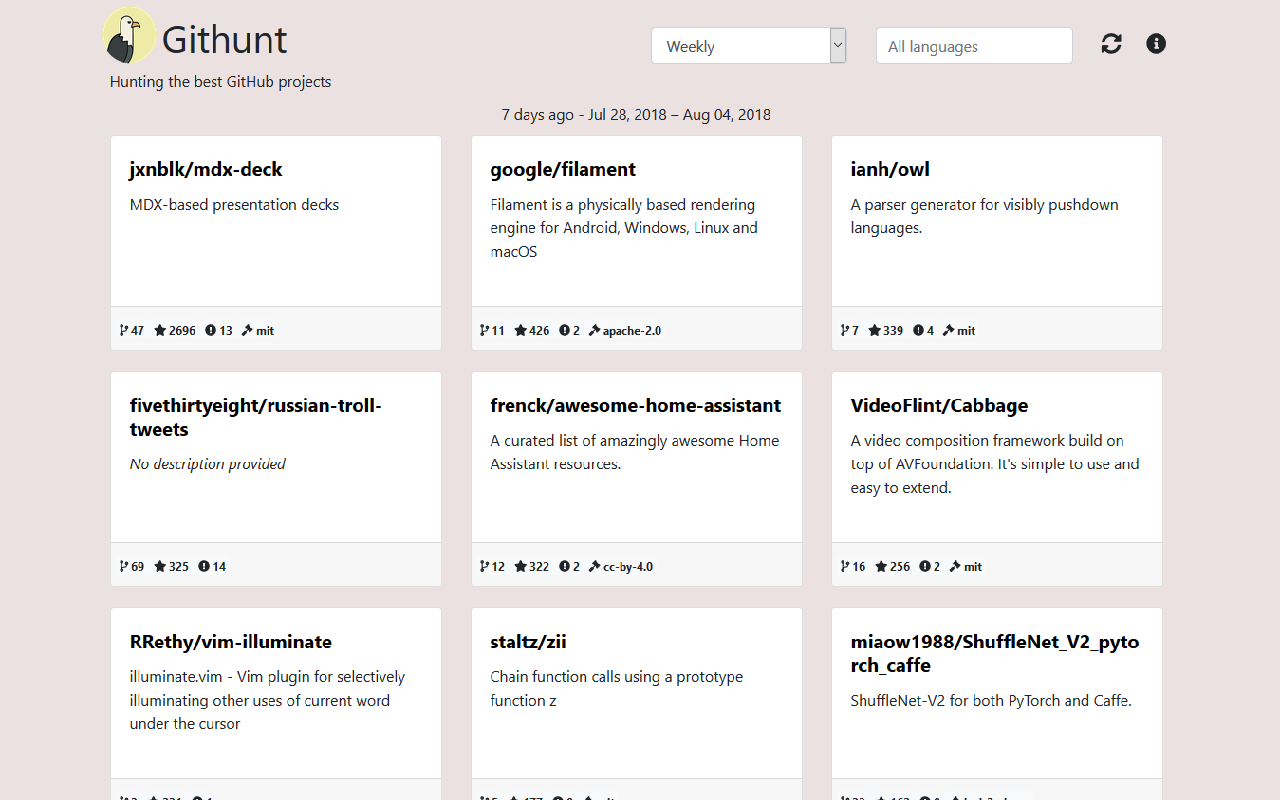 Githunt
Weekly
All languages
Hunting the best GitHub projects
7 days ago - Jul 28, 2018 – Aug 04, 2018
jxnblk/mdx-deck
MDX-based presentation decks
47 2696 13 mit
google/filament
Filament is a physically based rendering
engine for Android, Windows, Linux and
macOS
11 426 2 apache-2.0
ianh/owl
A parser generator for visibly pushdown
languages.
7 339 4 mit
fivethirtyeight/russian-troll-
tweets
No description provided
69 325 14
frenck/awesome-home-assistant
A curated list of amazingly awesome Home
Assistant resources.
12 322 2 cc-by-4.0
VideoFlint/Cabbage
A video composition framework build on
top of AVFoundation. It's simple to use and
easy to extend.
16 256 2 mit
RRethy/vim-illuminate
illuminate.vim - Vim plugin for selectively
illuminating other uses of current word
under the cursor
staltz/zii
Chain function calls using a prototype
function z
miaow1988/ShuffleNet_V2_pyto
rch_caffe
ShuffleNet-V2 for both PyTorch and Caffe.